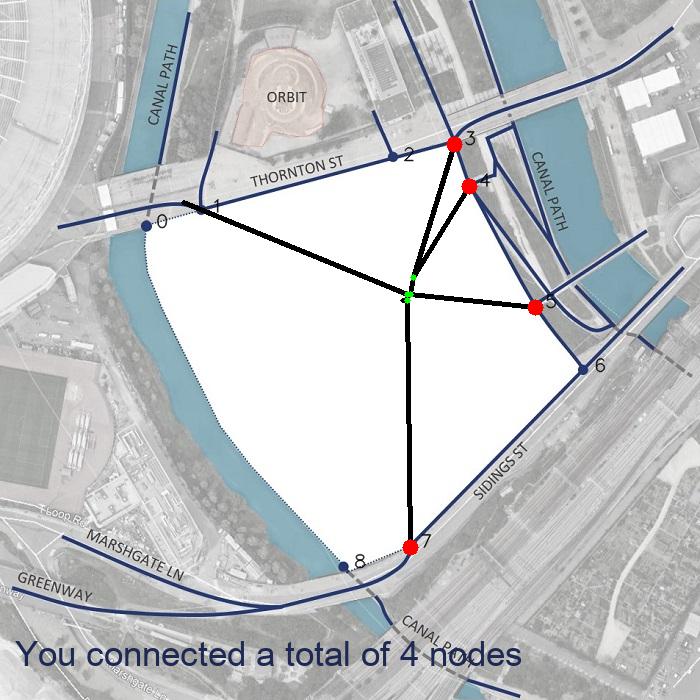 CANAL PATH
ORBIT
3
2
THORNTON ST
4
CANAL PATH
1
0
5
6
SIDINGS ST
7
MARSHGATE LN
8
GREENWAY
CANAL PATH
You connected a total of 4 nodes